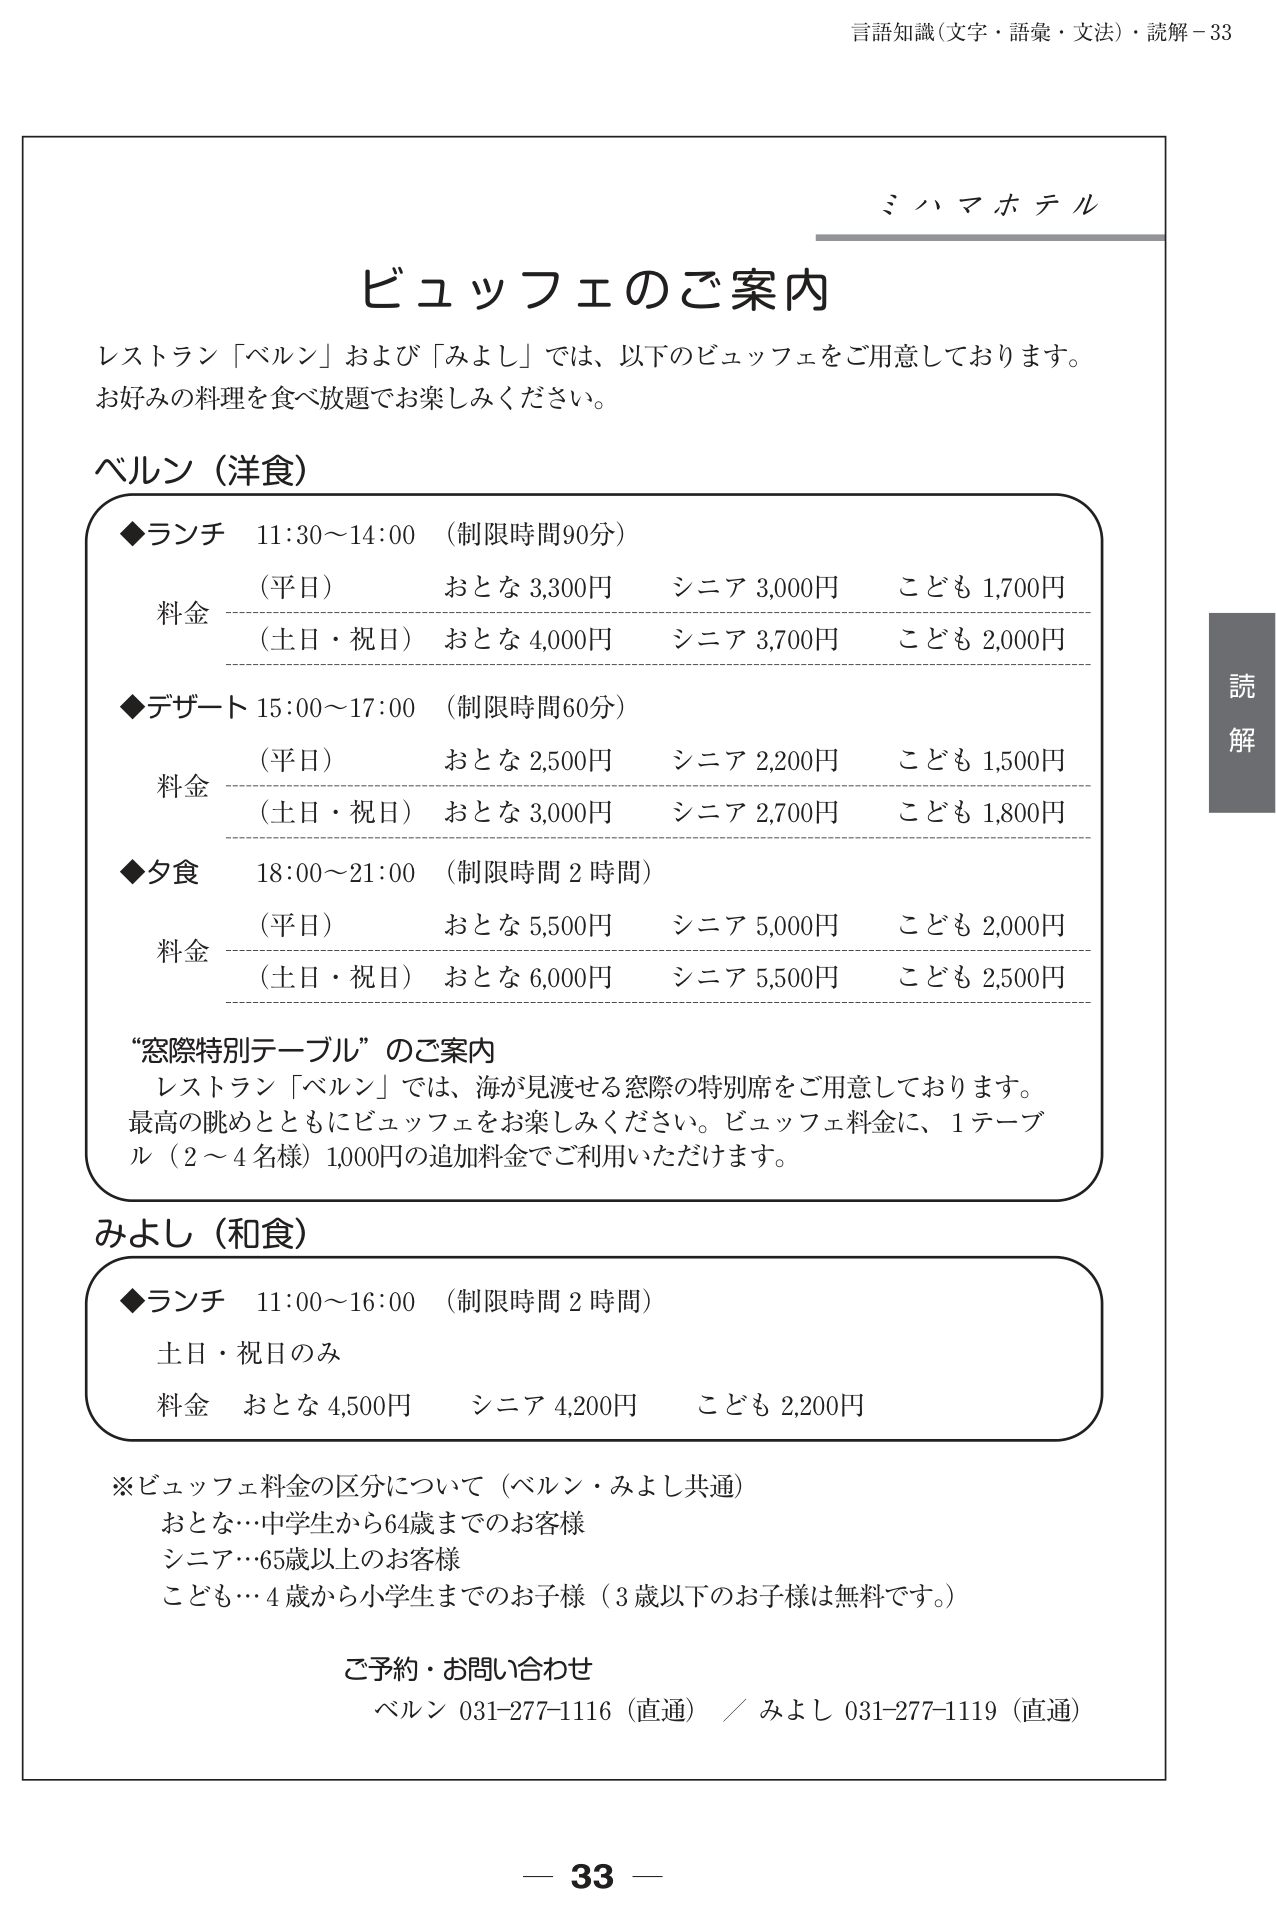 言語知識(文字・語彙・文法)・読解－33
ミハマホテル
ビュッフェのご案内
レストラン「ベルン」および「みよし」では、以下のビュッフェをご用意しております。
お好みの料理を食べ放題でお楽しみください。
ベルン（洋食）
◆ランチ　11:30～14:00　（制限時間90分）
（平日）　おとな 3,300円　シニア 3,000円　こども 1,700円
料金
（土日・祝日）　おとな 4,000円　シニア 3,700円　こども 2,000円
◆デザート 15:00～17:00　（制限時間60分）
（平日）　おとな 2,500円　シニア 2,200円　こども 1,500円
料金
（土日・祝日）　おとな 3,000円　シニア 2,700円　こども 1,800円
◆夕食　18:00～21:00　（制限時間２時間）
（平日）　おとな 5,500円　シニア 5,000円　こども 2,000円
料金
（土日・祝日）　おとな 6,000円　シニア 5,500円　こども 2,500円
“窓際特別テーブル”のご案内
レストラン「ベルン」では、海が見渡せる窓際の特別席をご用意しております。
最高の眺めとともにビュッフェをお楽しみください。ビュッフェ料金に、１テーブ
ル（２～４名様）1,000円の追加料金でご利用いただけます。
みよし（和食）
◆ランチ　11:00～16:00　（制限時間２時間）
土日・祝日のみ
料金　おとな 4,500円　シニア 4,200円　こども 2,200円
※ビュッフェ料金の区分について（ベルン・みよし共通）
おとな…中学生から64歳までのお客様
シニア…65歳以上のお客様
こども…４歳から小学生までのお子様（３歳以下のお子様は無料です。）
ご予約・お問い合わせ
ベルン 031-277-1116（直通）　／　みよし 031-277-1119（直通）
読解
― 33 ―